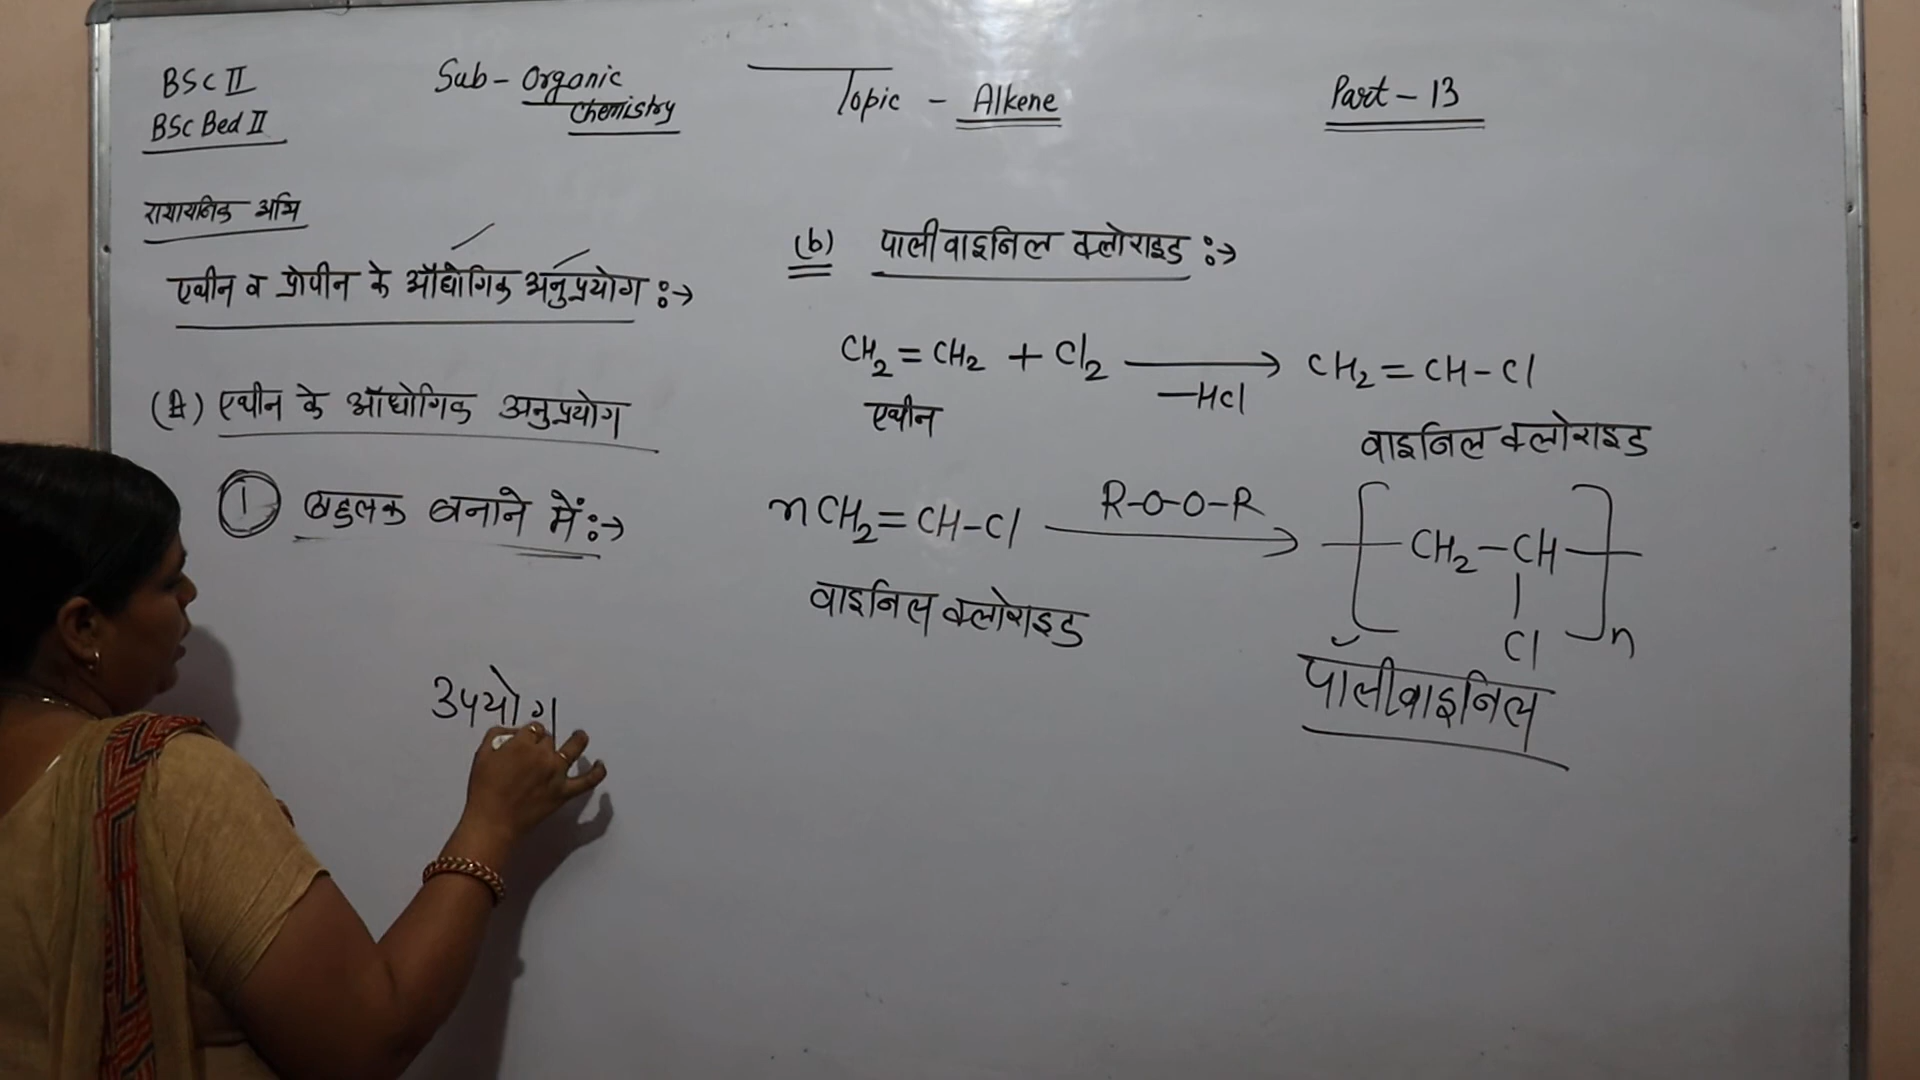 BSc II
BSc Bed II
Sub - Organic
Chemistry
Topic - Alkene
Part - 13
रासायनिक अभि
एथीन व प्रोपीन के औद्योगिक अनुप्रयोग :→
(A) एथीन के औद्योगिक अनुप्रयोग
① बहुलक बनाने में :→
उपयोग
(b) पालीवाइनिल क्लोराइड :→
CH₂ = CH₂ + Cl₂ ⟶ CH₂ = CH - Cl
-HCl
एथीन
वाइनिल क्लोराइड
R-O-O-R
nCH₂ = CH-Cl ⟶ [ CH₂ - CH ]n
Cl
वाइनिल क्लोराइड
पॉलीवाइनिल